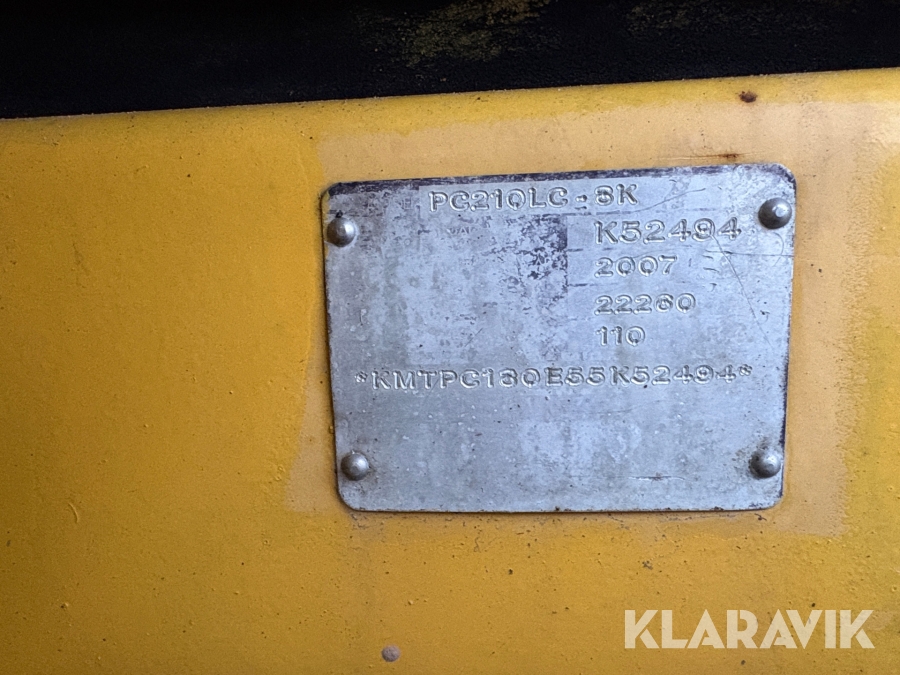 PC210LC-8K
K52494
2007
22260
110
*KMTPC180E55K52494*
KLARAVIK